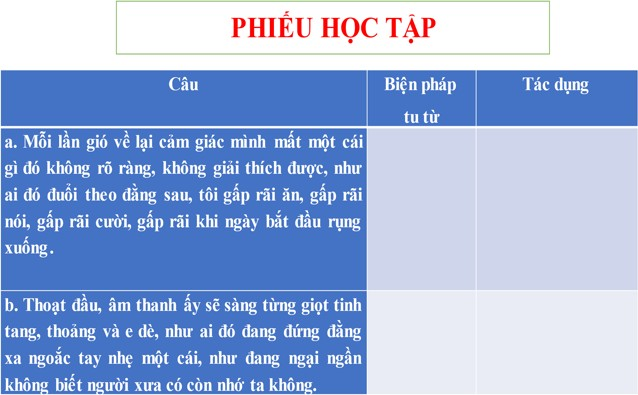 PHIẾU HỌC TẬP
Câu
Biện pháp
tu từ
Tác dụng
a. Mỗi lần gió về lại cảm giác mình mất một cái
gì đó không rõ ràng, không giải thích được, như
ai đó đuổi theo đằng sau, tôi gấp rãi ăn, gấp rãi
nói, gấp rãi cười, gấp rãi khi ngày bắt đầu rụng
xuống.
b. Thoạt đầu, âm thanh ấy sẽ sàng từng giọt tinh
tang, thoảng và e dè, như ai đó đang đứng đằng
xa ngoắc tay nhẹ một cái, như đang ngại ngần
không biết người xưa có còn nhớ ta không.